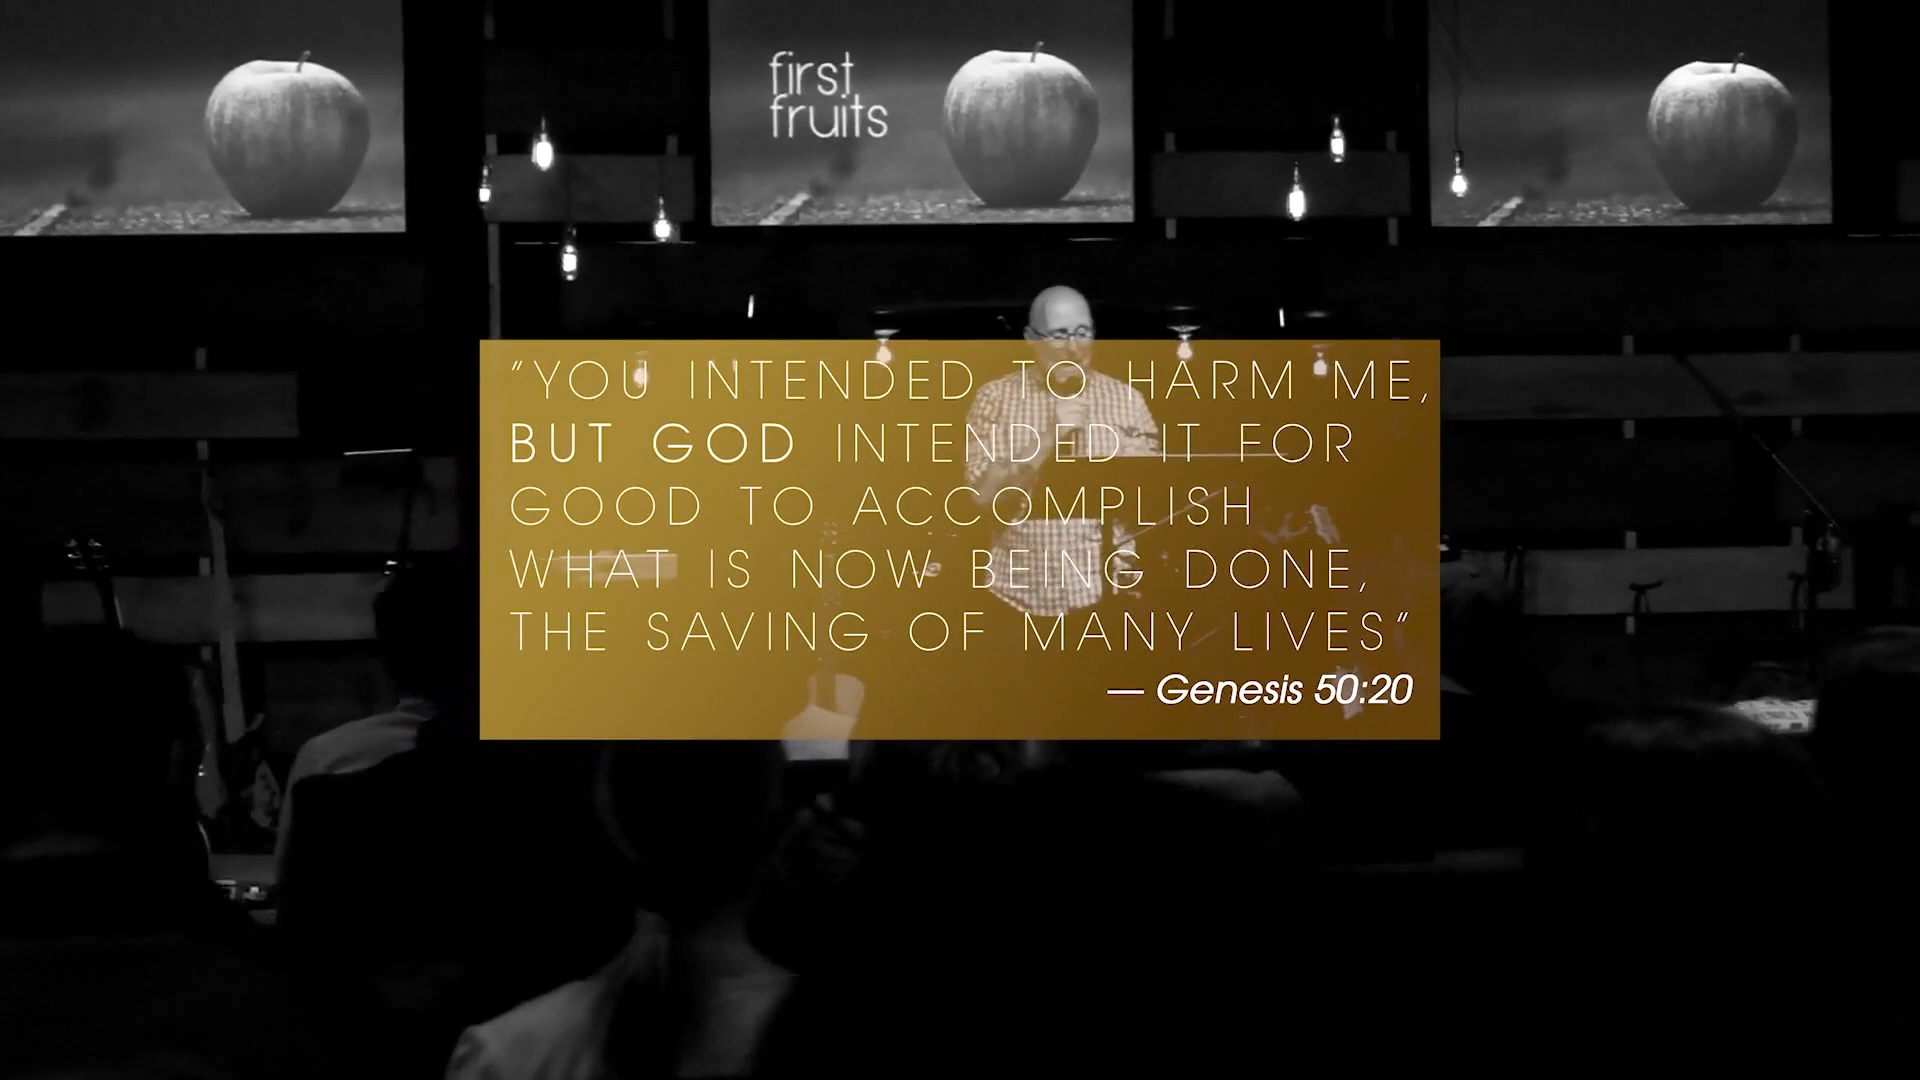 first
fruits
“YOU INTENDED TO HARM ME,
BUT GOD INTENDED IT FOR
GOOD TO ACCOMPLISH
WHAT IS NOW BEING DONE,
THE SAVING OF MANY LIVES”
— Genesis 50:20